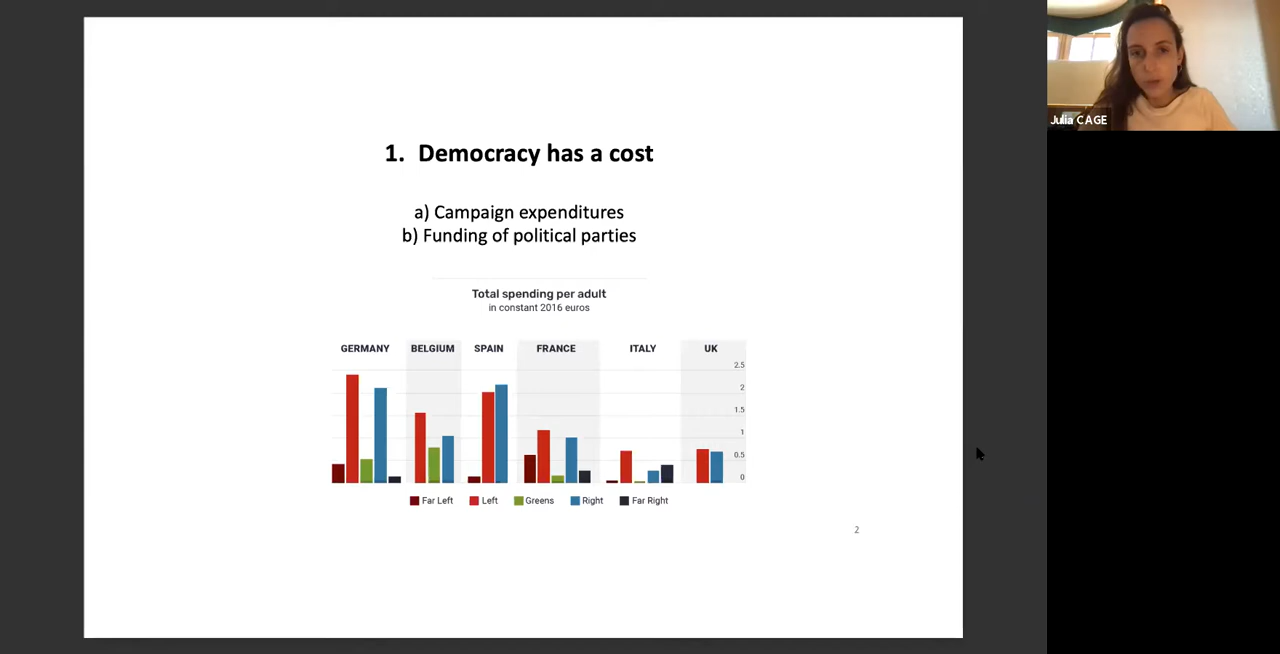 1. Democracy has a cost
a) Campaign expenditures
b) Funding of political parties
Total spending per adult
in constant 2016 euros
GERMANY BELGIUM SPAIN FRANCE ITALY UK
2.5
2
1.5
1
0.5
0
Far Left Left Greens Right Far Right
2
Julia CAGE